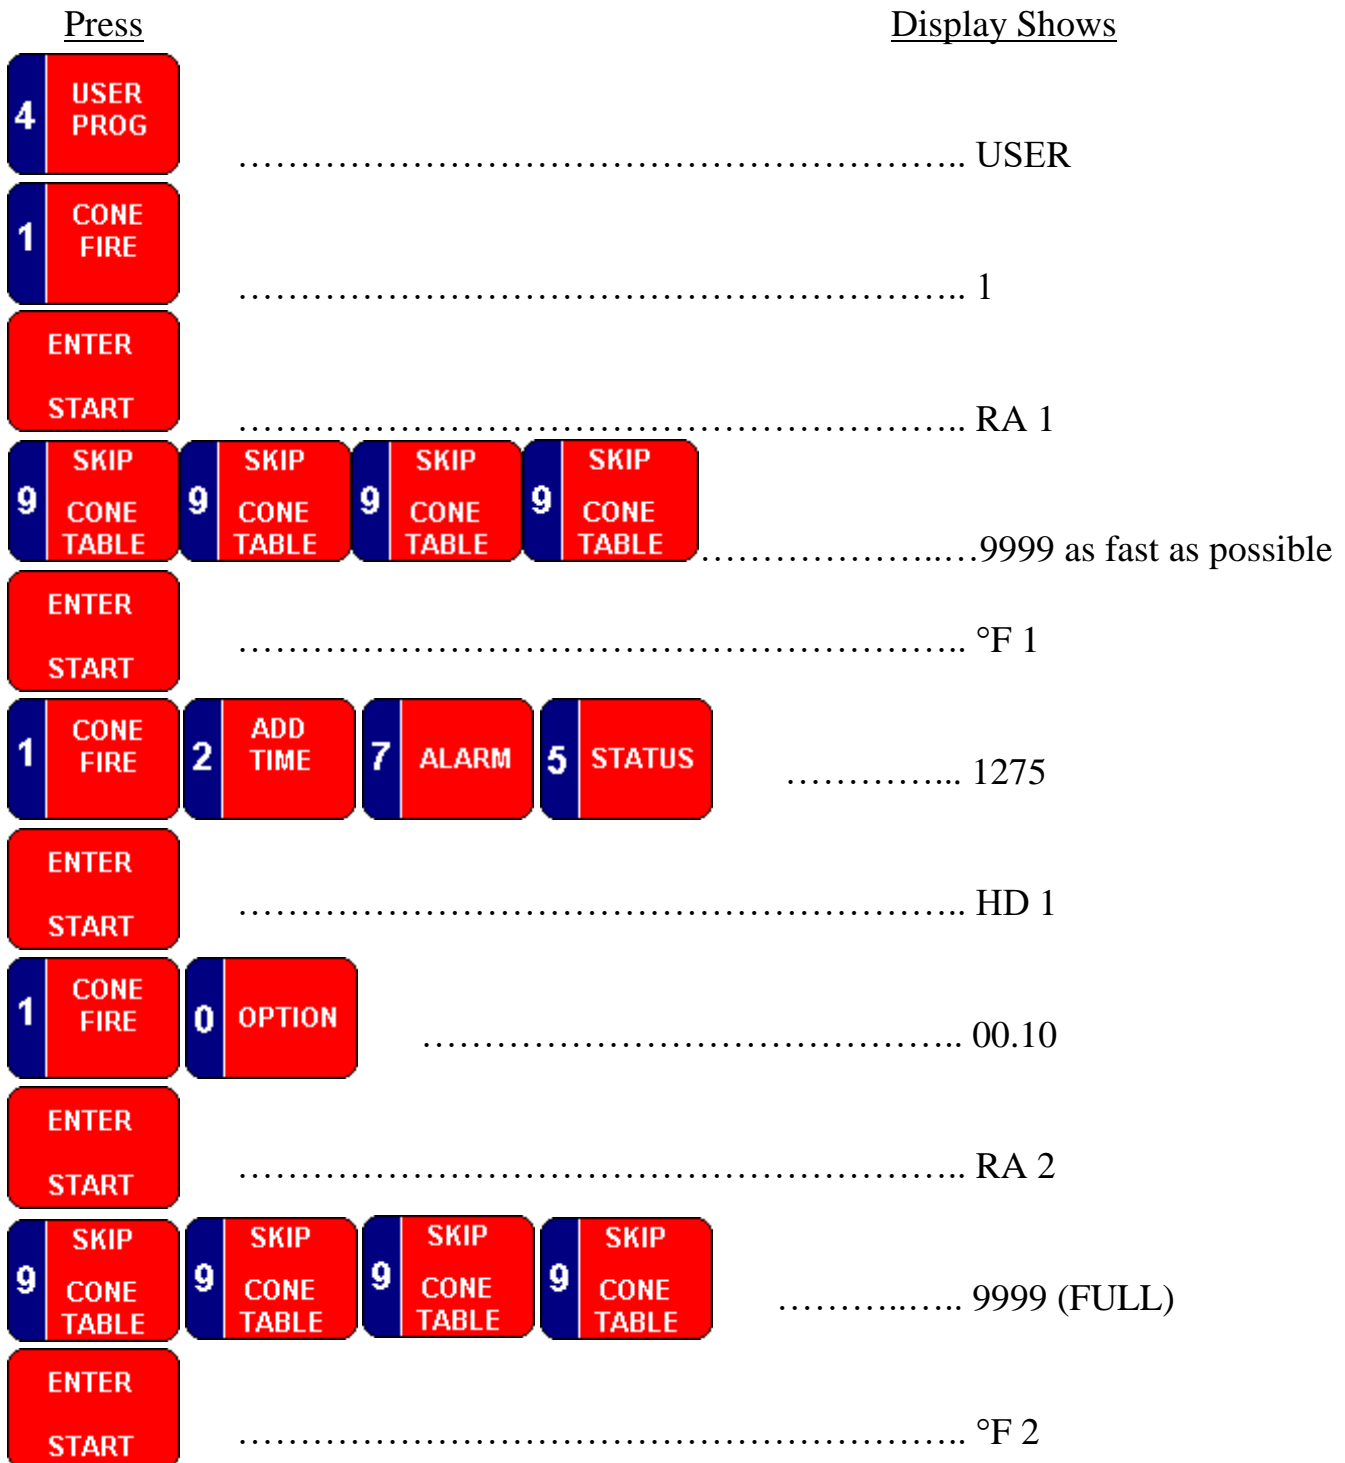 Press Display Shows
4 USER PROG ……………………………………………………….. USER
1 CONE FIRE ……………………………………………………….. 1
ENTER START ……………………………………………………….. RA 1
9 SKIP CONE TABLE 9 SKIP CONE TABLE 9 SKIP CONE TABLE 9 SKIP CONE TABLE ………………..…9999 as fast as possible
ENTER START ……………………………………………………….. °F 1
1 CONE FIRE 2 ADD TIME 7 ALARM 5 STATUS ………….. 1275
ENTER START ……………………………………………………….. HD 1
1 CONE FIRE 0 OPTION …………………………………….. 00.10
ENTER START ……………………………………………………….. RA 2
9 SKIP CONE TABLE 9 SKIP CONE TABLE 9 SKIP CONE TABLE 9 SKIP CONE TABLE ………..….. 9999 (FULL)
ENTER START ……………………………………………………….. °F 2